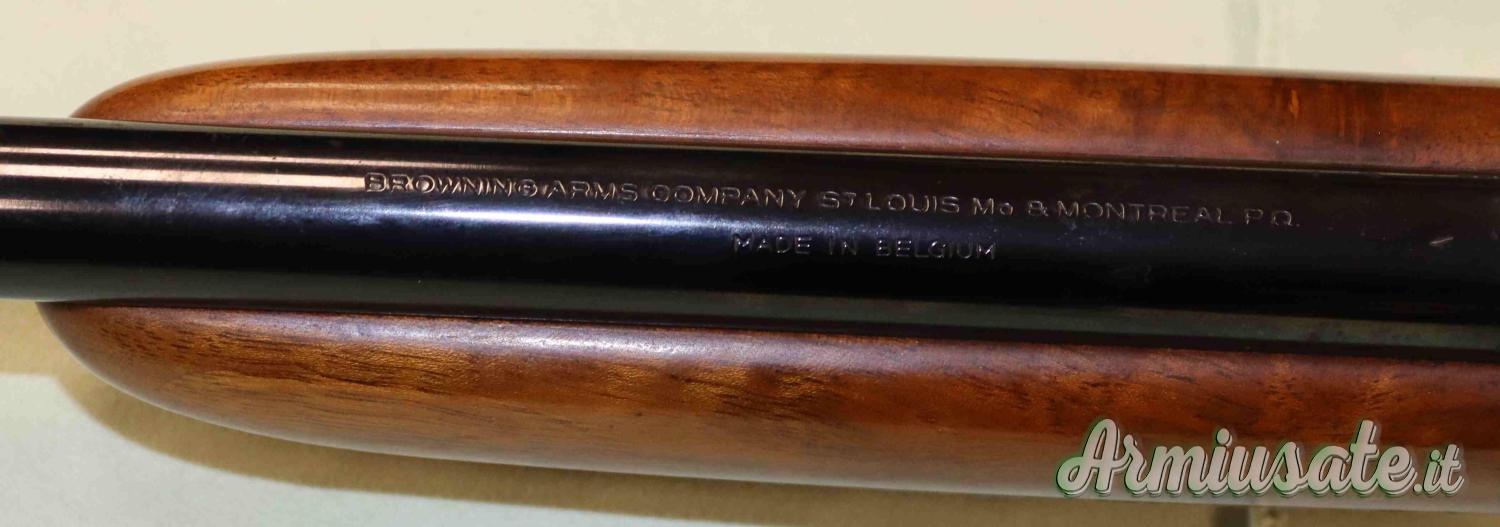 BROWNING ARMS COMPANY ST LOUIS Mo & MONTREAL P.Q.
MADE IN BELGIUM
Armiusate.it